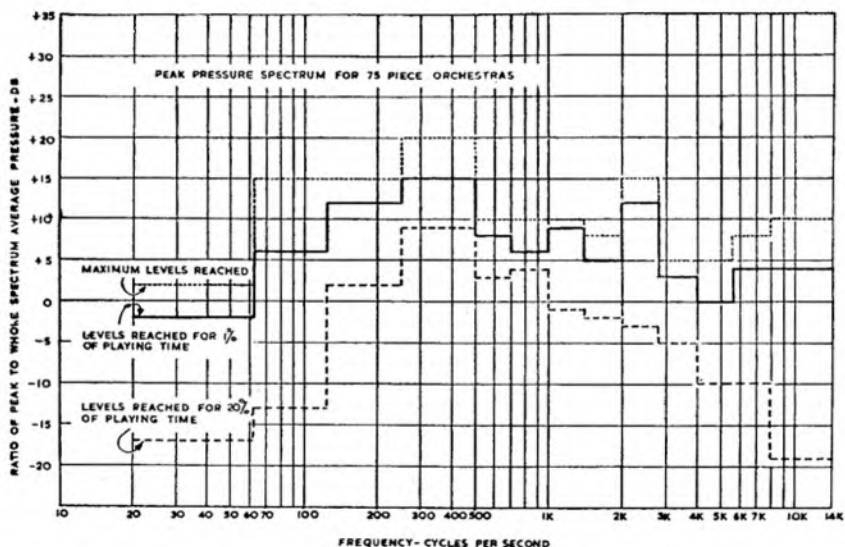 +35
+30
PEAK PRESSURE SPECTRUM FOR 75 PIECE ORCHESTRAS
+25
+20
+15
+10
+5
MAXIMUM LEVELS REACHED
0
LEVELS REACHED FOR 1%
OF PLAYING TIME
-5
-10
LEVELS REACHED FOR 20%
OF PLAYING TIME
-15
-20
RATIO OF PEAK TO WHOLE SPECTRUM AVERAGE PRESSURE-DB
10 20 30 40 50 60 70 100 200 300 400 500 1K 2K 3K 5K 6K 7K 10K 14K
FREQUENCY-CYCLES PER SECOND